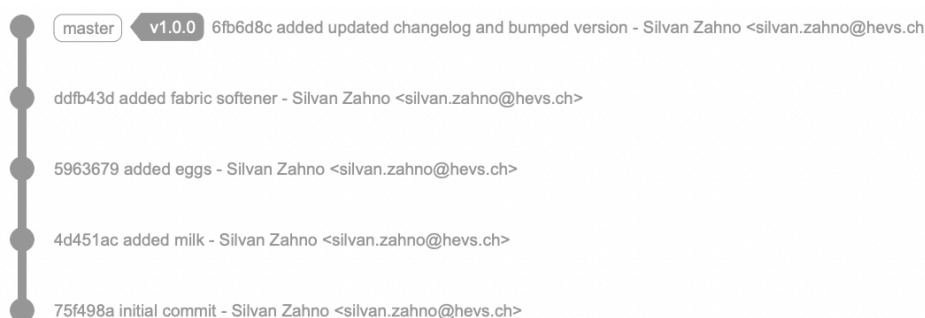 master v1.0.0 6fb6d8c added updated changelog and bumped version - Silvan Zahno <silvan.zahno@hevs.ch
ddfb43d added fabric softener - Silvan Zahno <silvan.zahno@hevs.ch>
5963679 added eggs - Silvan Zahno <silvan.zahno@hevs.ch>
4d451ac added milk - Silvan Zahno <silvan.zahno@hevs.ch>
75f498a initial commit - Silvan Zahno <silvan.zahno@hevs.ch>